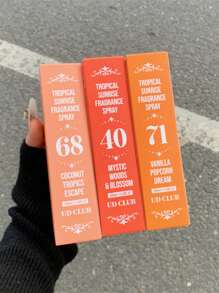 TROPICAL
SUNRISE
FRAGRANCE
SPRAY
68
COCONUT
TROPICS
ESCAPE
UD CLUB
TROPICAL
SUNRISE
FRAGRANCE
SPRAY
40
MYSTIC
WOODS
& BLOSSOM
UD CLUB
TROPICAL
SUNRISE
FRAGRANCE
SPRAY
71
VANILLA
POPCORN
DREAM
UD CLUB